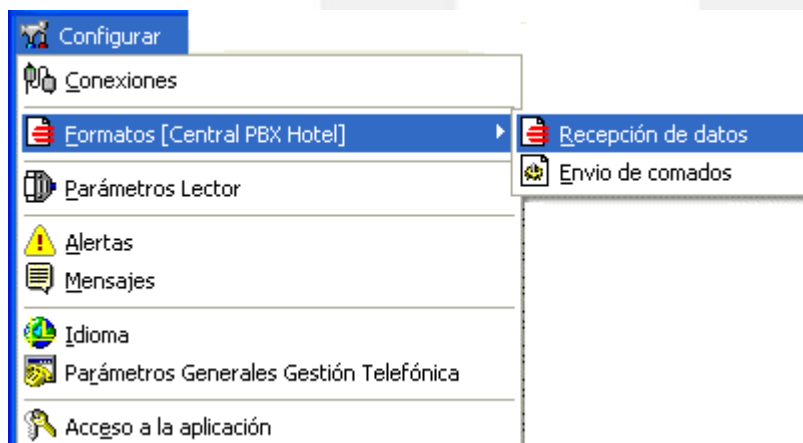 Configurar
Conexiones
Formatos [Central PBX Hotel]
Recepción de datos
Envio de comados
Parámetros Lector
Alertas
Mensajes
Idioma
Parámetros Generales Gestión Telefónica
Acceso a la aplicación